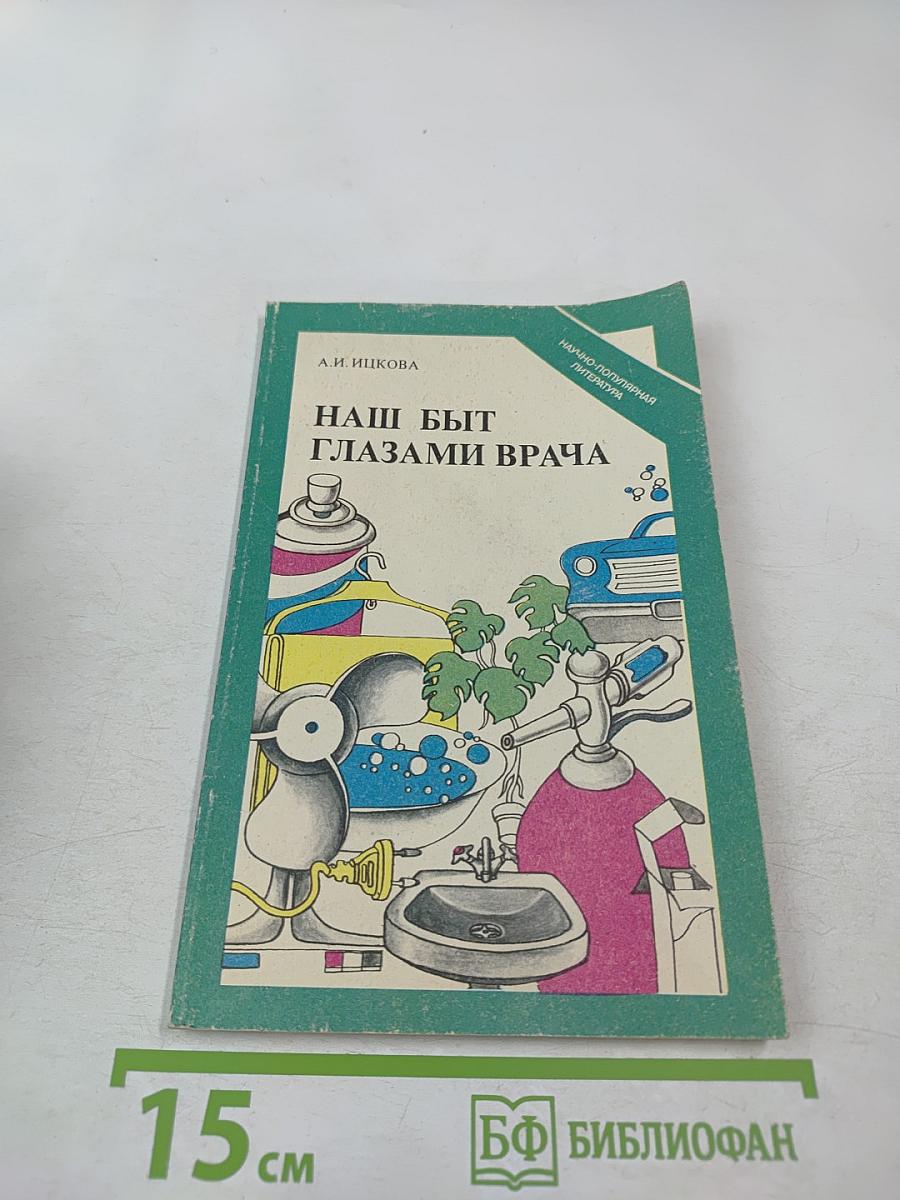 А.И. ИЦКОВА
НАУЧНО-ПОПУЛЯРНАЯ
ЛИТЕРАТУРА
НАШ БЫТ
ГЛАЗАМИ ВРАЧА
15 см
БФ БИБЛИОФАН